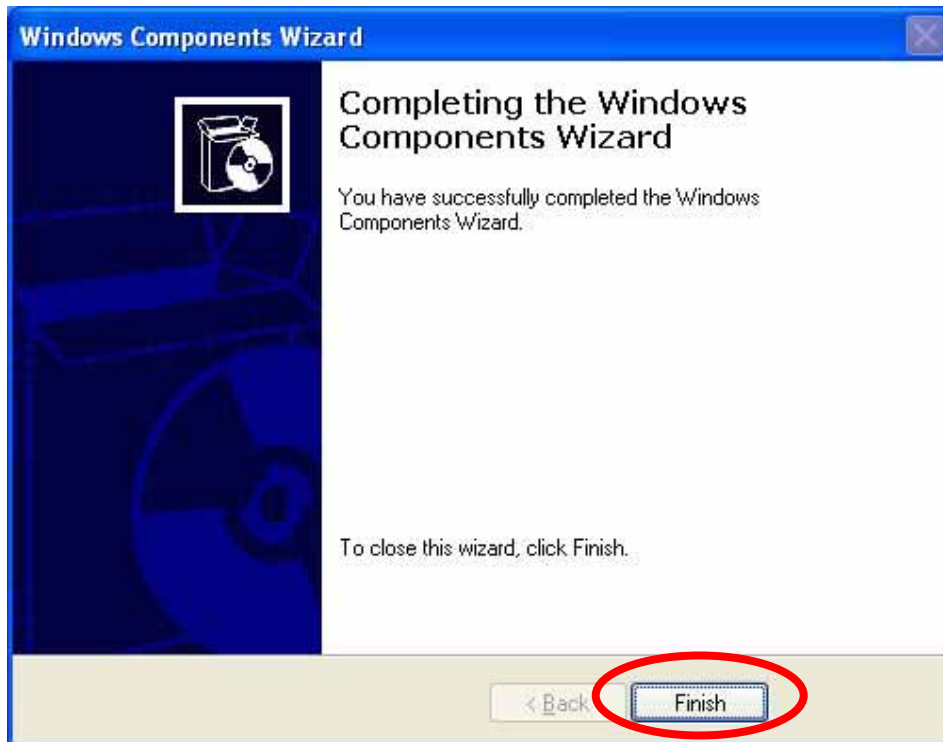 Windows Components Wizard
Completing the Windows
Components Wizard
You have successfully completed the Windows
Components Wizard.
To close this wizard, click Finish.
< Back
Finish